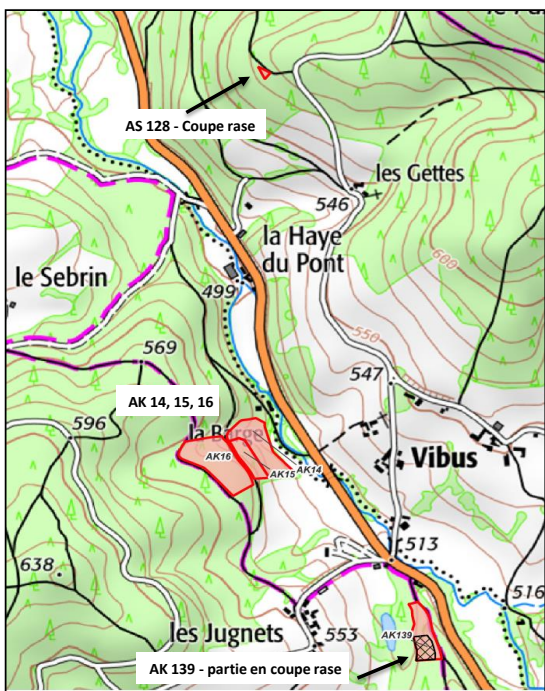 AS 128 - Coupe rase
les Gettes
546
la Haye
du Pont
600
le Sebrin
499
550
569
547
AK 14, 15, 16
596
la Barge
AK16
AK15
AK14
Vibus
513
638
516
les Jugnets
553
AK139
AK 139 - partie en coupe rase